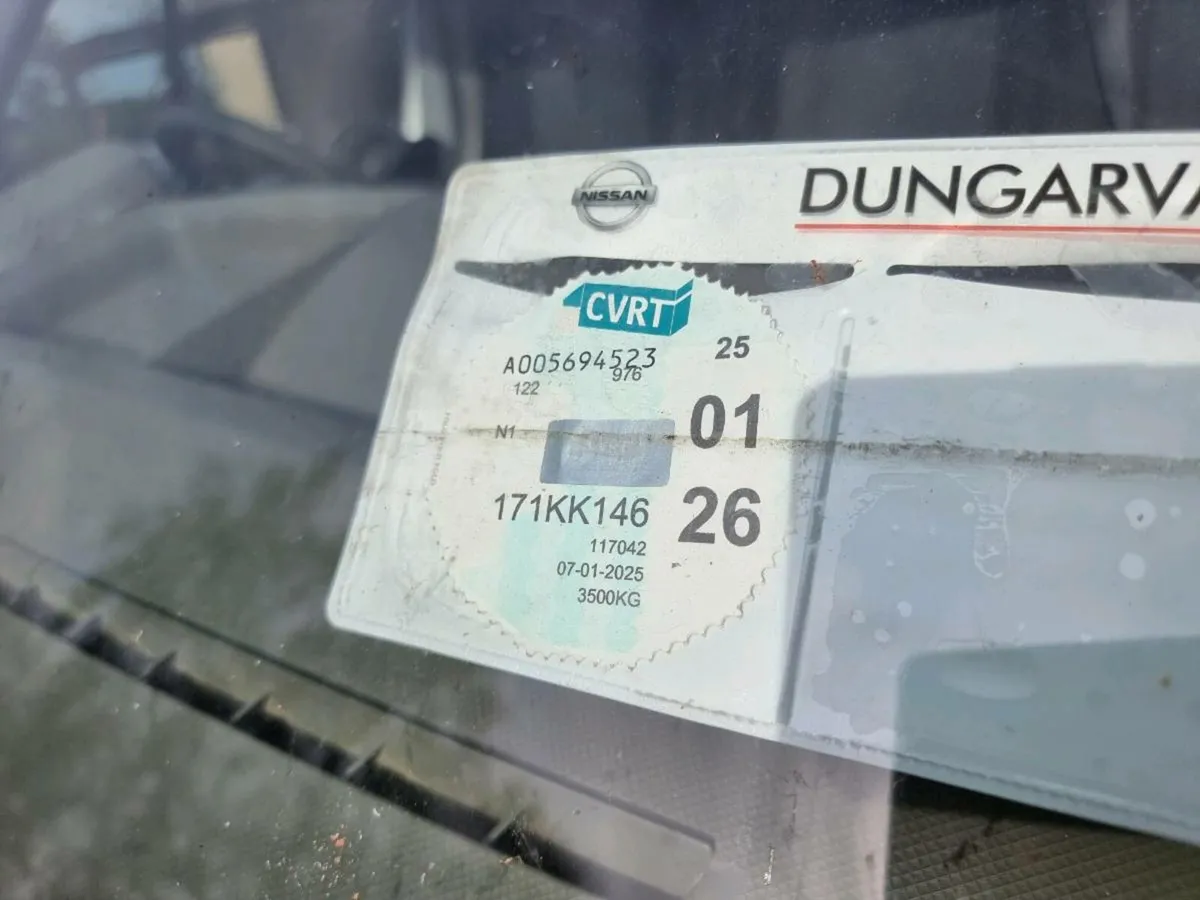 NISSAN
DUNGARVA
CVRT
A005694523
25
122
976
N1
01
171KK146
26
117042
07-01-2025
3500KG